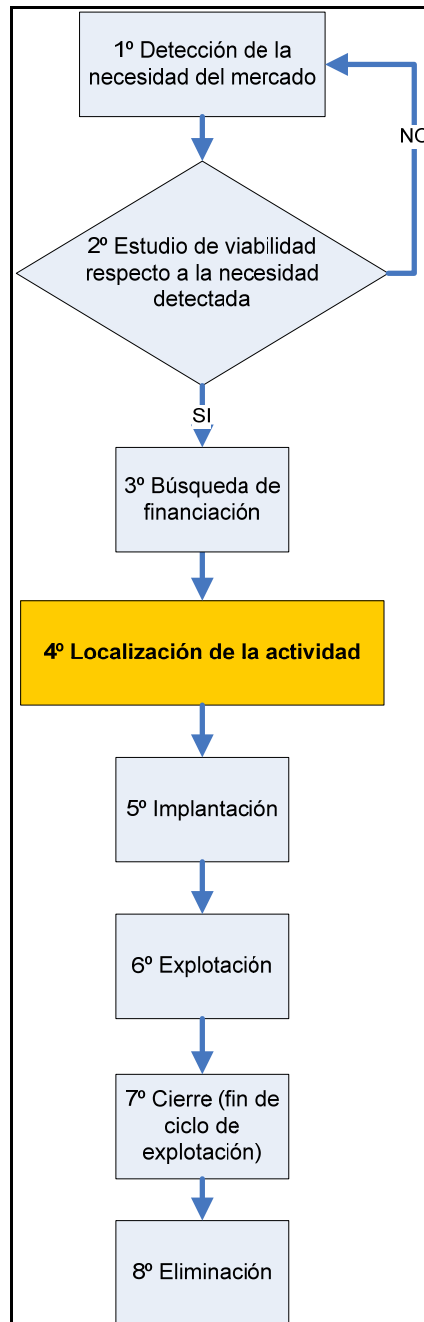 1º Detección de la
necesidad del mercado
NO
2º Estudio de viabilidad
respecto a la necesidad
detectada
SI
3º Búsqueda de
financiación
4º Localización de la actividad
5º Implantación
6º Explotación
7º Cierre (fin de
ciclo de
explotación)
8º Eliminación